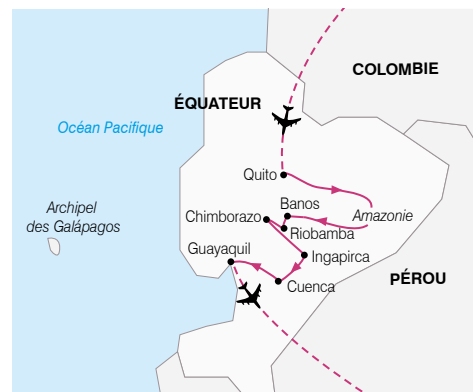 COLOMBIE
ÉQUATEUR
Océan Pacifique
Quito
Banos
Amazonie
Archipel
des Galápagos
Chimborazo
Riobamba
Guayaquil
Ingapirca
PÉROU
Cuenca